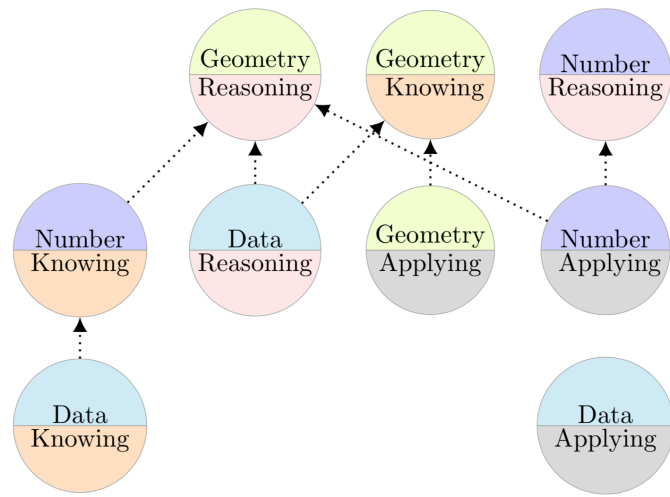 Geometry
Reasoning
Geometry
Knowing
Number
Reasoning
Number
Knowing
Data
Reasoning
Geometry
Applying
Number
Applying
Data
Knowing
Data
Applying